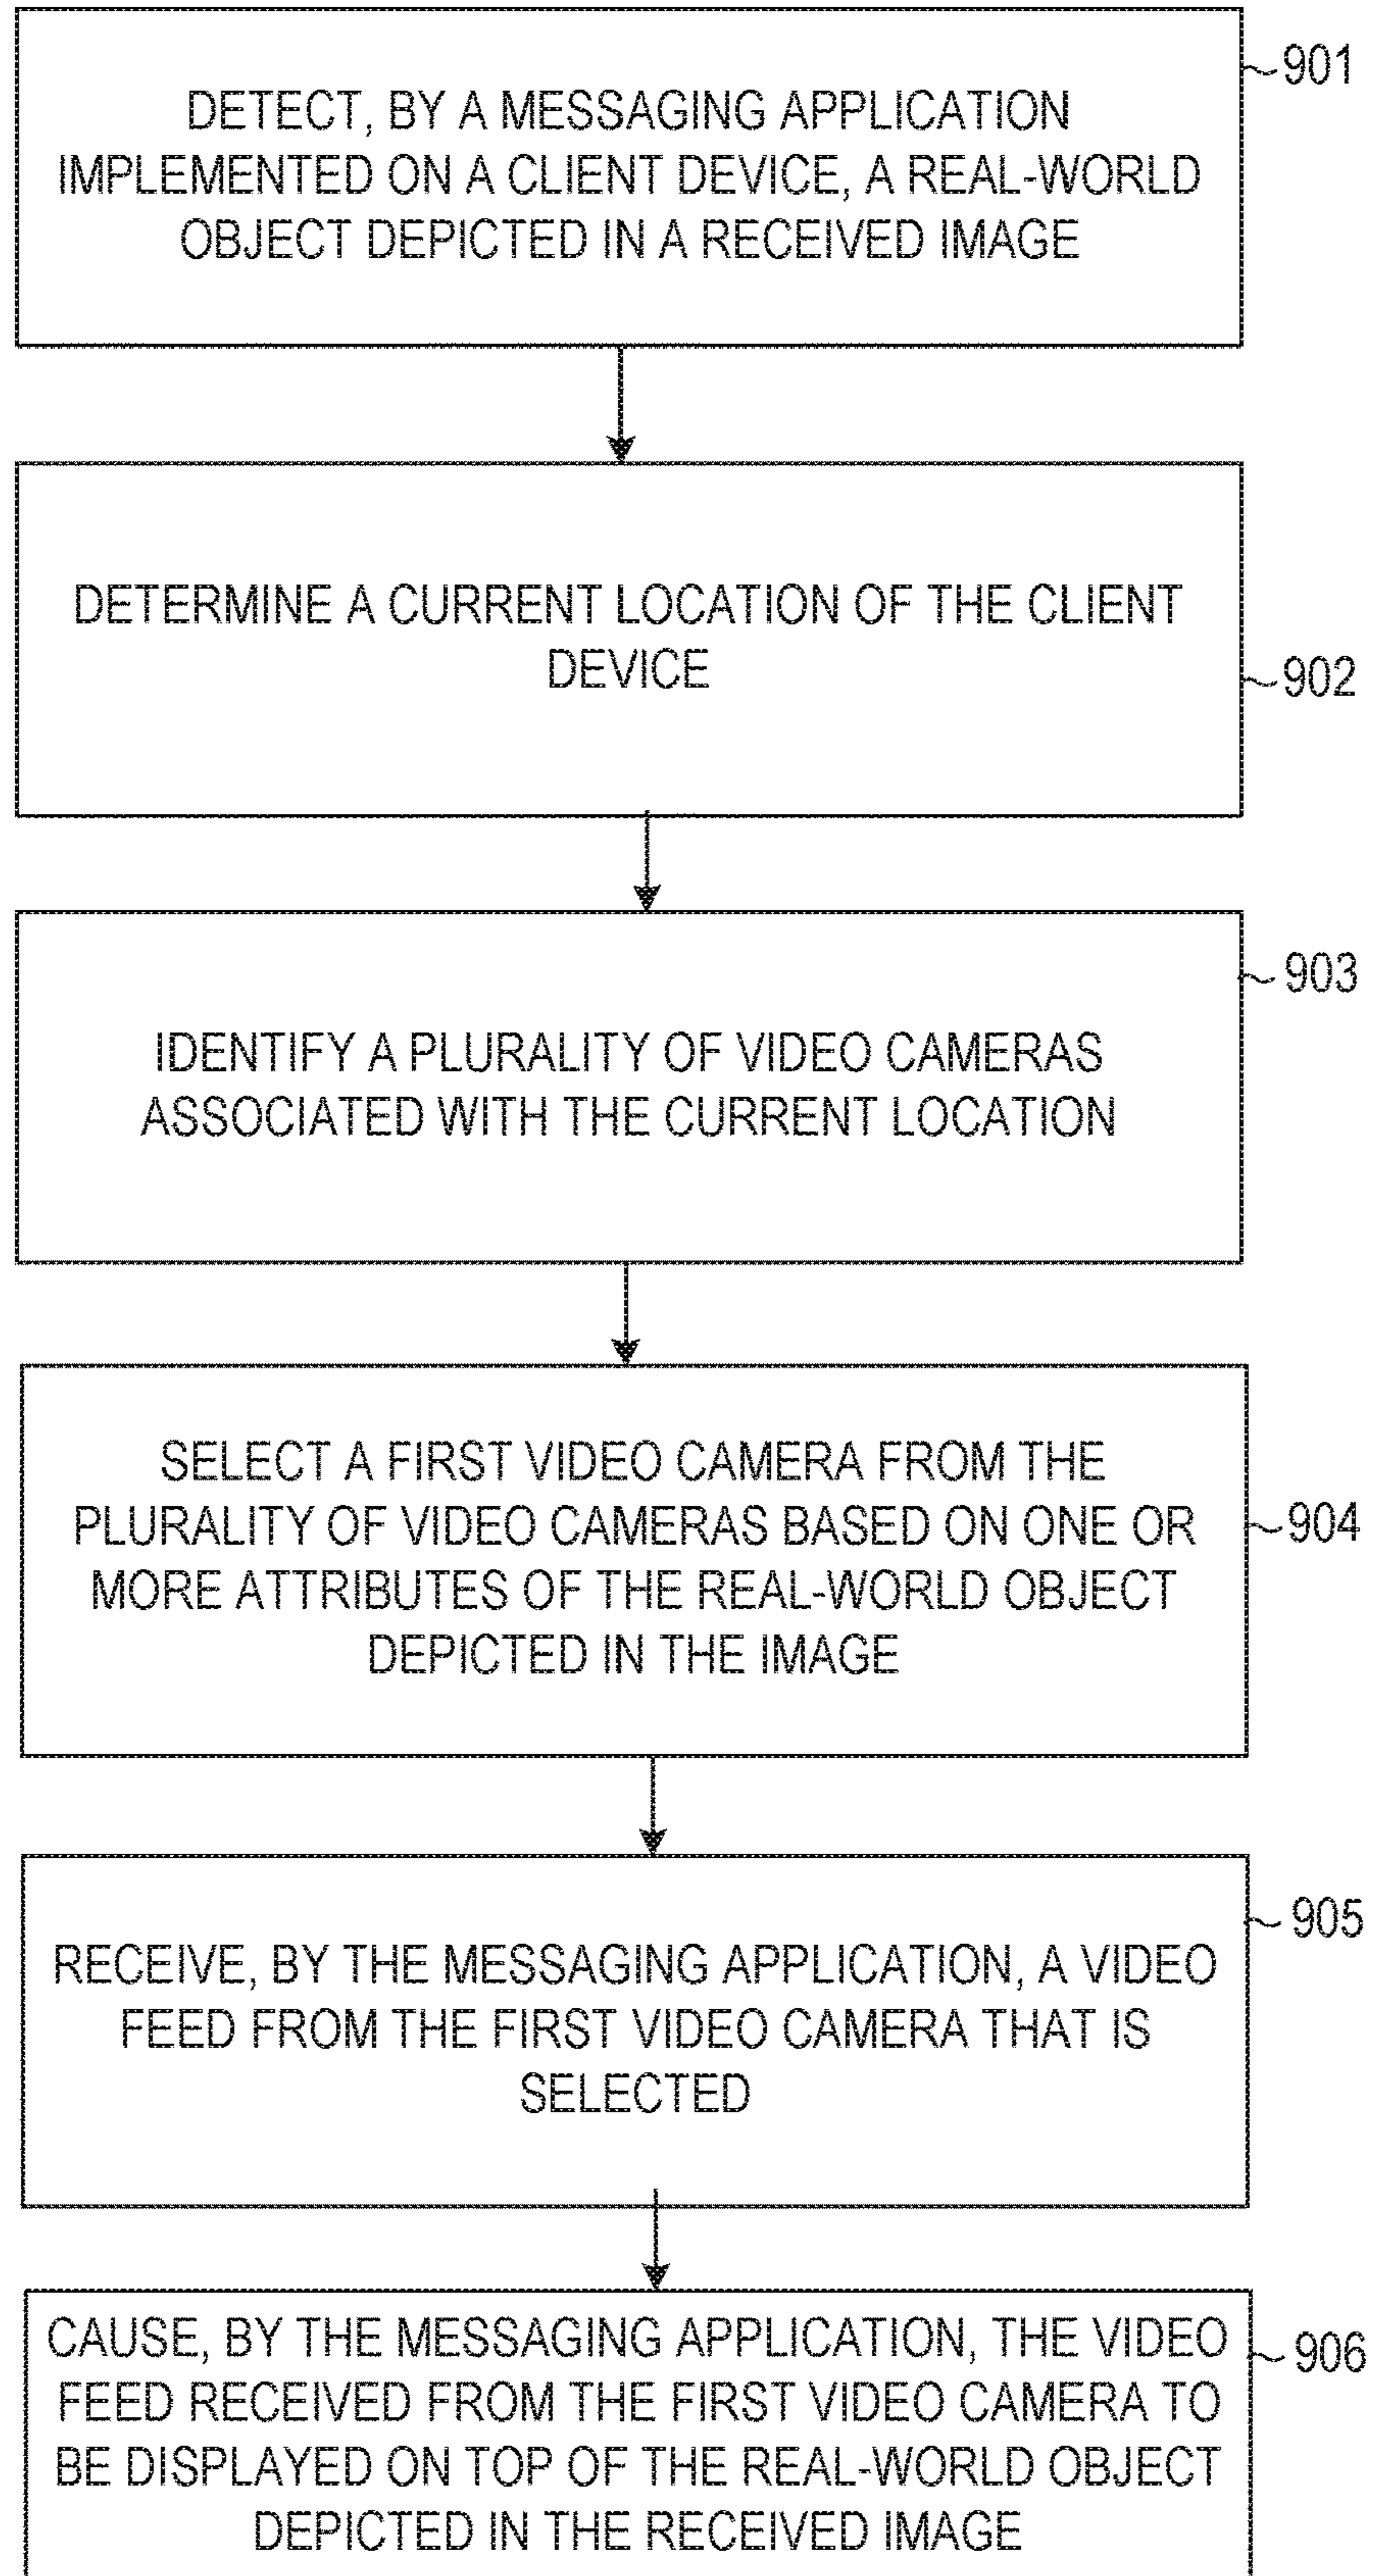 901
DETECT, BY A MESSAGING APPLICATION
IMPLEMENTED ON A CLIENT DEVICE, A REAL-WORLD
OBJECT DEPICTED IN A RECEIVED IMAGE
DETERMINE A CURRENT LOCATION OF THE CLIENT
DEVICE
902
903
IDENTIFY A PLURALITY OF VIDEO CAMERAS
ASSOCIATED WITH THE CURRENT LOCATION
SELECT A FIRST VIDEO CAMERA FROM THE
PLURALITY OF VIDEO CAMERAS BASED ON ONE OR
MORE ATTRIBUTES OF THE REAL-WORLD OBJECT
DEPICTED IN THE IMAGE
904
905
RECEIVE, BY THE MESSAGING APPLICATION, A VIDEO
FEED FROM THE FIRST VIDEO CAMERA THAT IS
SELECTED
CAUSE, BY THE MESSAGING APPLICATION, THE VIDEO
FEED RECEIVED FROM THE FIRST VIDEO CAMERA TO
BE DISPLAYED ON TOP OF THE REAL-WORLD OBJECT
DEPICTED IN THE RECEIVED IMAGE
906